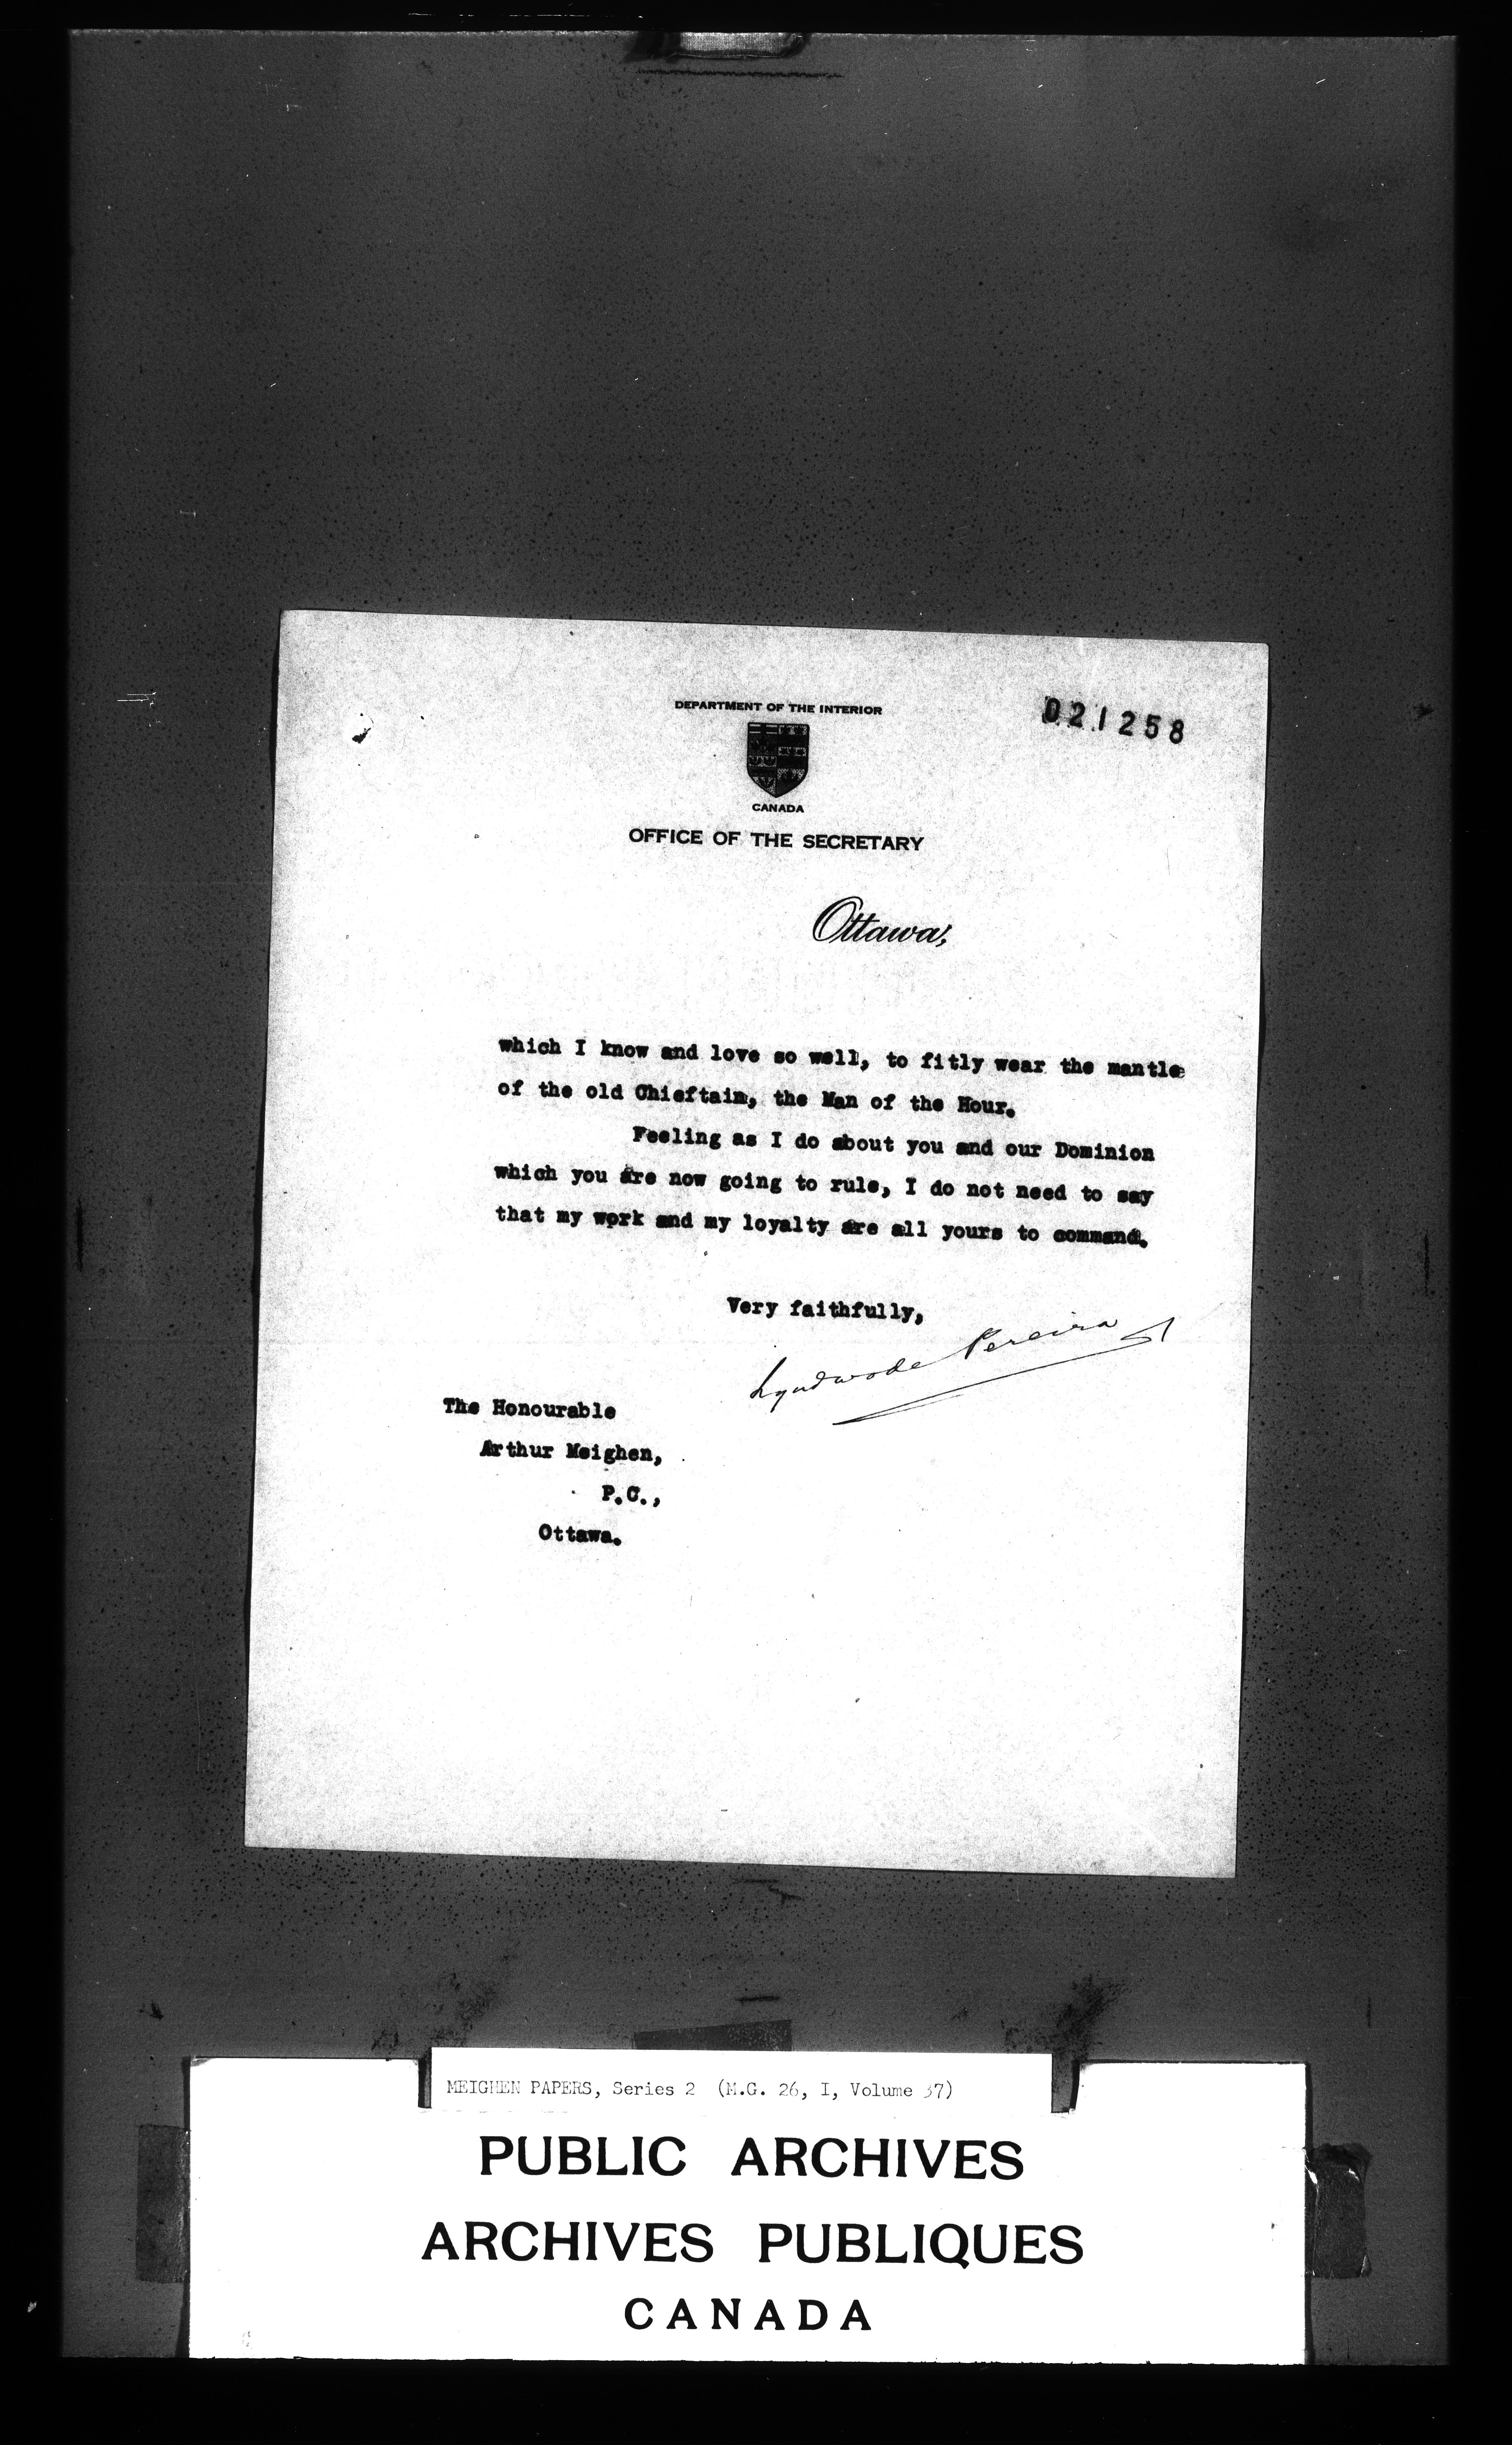 DEPARTMENT OF THE INTERIOR
021258
CANADA
OFFICE OF THE SECRETARY
Ottawa,
which I know and love so well, to fitly wear the mantle
of the old Chieftain, the Man of the Hour.
Feeling as I do about you and our Dominion
which you are now going to rule, I do not need to say
that my work and my loyalty are all yours to command.
Very faithfully,
Lyndwode Pereira
The Honourable
Arthur Meighen,
P.C.,
Ottawa.
MEIGHEN PAPERS, Series 2 (M.G. 26, I, Volume 37)
PUBLIC ARCHIVES
ARCHIVES PUBLIQUES
CANADA